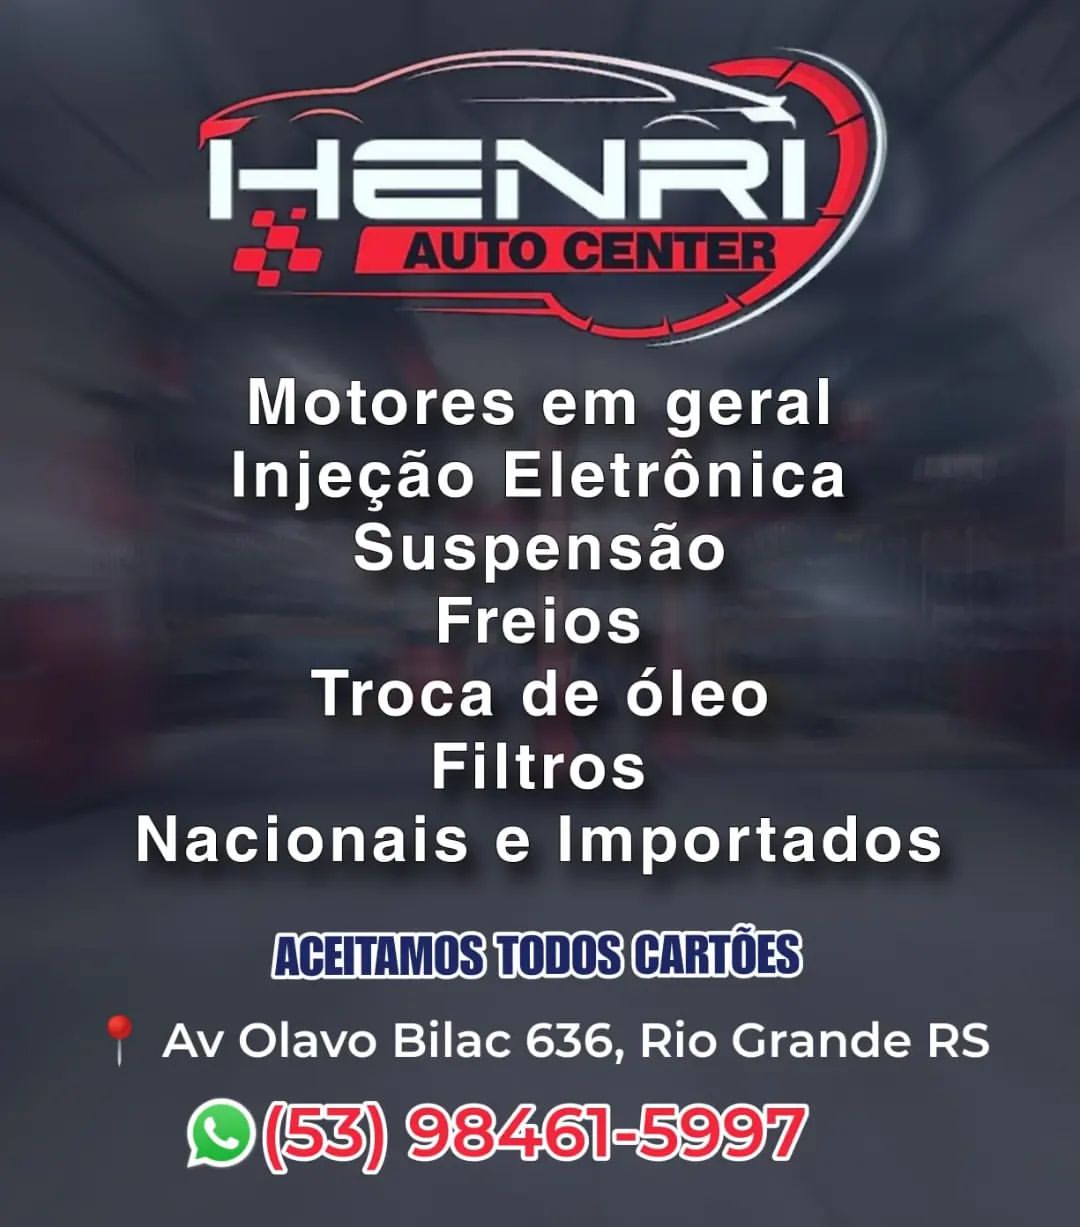 HENRI
AUTO CENTER
Motores em geral
Injeção Eletrônica
Suspensão
Freios
Troca de óleo
Filtros
Nacionais e Importados
ACEITAMOS TODOS CARTÕES
Av Olavo Bilac 636, Rio Grande RS
(53) 98461-5997